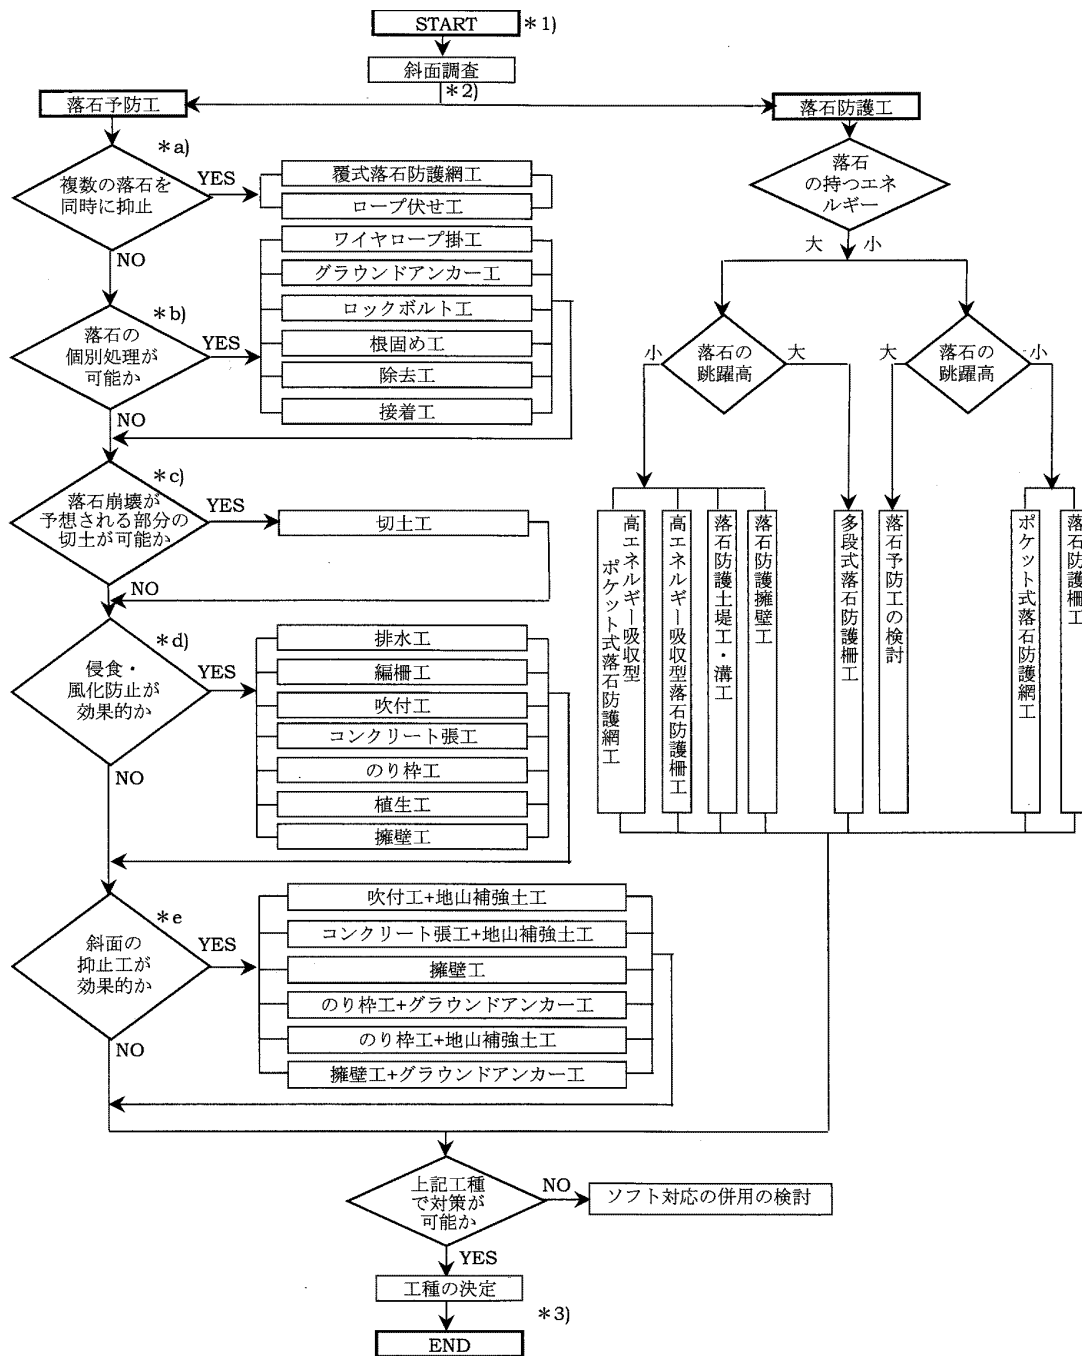 START
*1)
斜面調査
*2)
落石予防工
落石防護工
*a)
複数の落石を
同時に抑止
YES
NO
覆式落石防護網工
ロープ伏せ工
ワイヤロープ掛工
グラウンドアンカー工
ロックボルト工
根固め工
除去工
接着工
*b)
落石の
個別処理が
可能か
YES
NO
*c)
落石崩壊が
予想される部分の
切土が可能か
YES
NO
切土工
*d)
侵食・
風化防止が
効果的か
YES
NO
排水工
編柵工
吹付工
コンクリート張工
のり枠工
植生工
擁壁工
*e
斜面の
抑止工が
効果的か
YES
NO
吹付工+地山補強土工
コンクリート張工+地山補強土工
擁壁工
のり枠工+グラウンドアンカー工
のり枠工+地山補強土工
擁壁工+グラウンドアンカー工
落石
の持つエネ
ルギー
大
小
落石の
跳躍高
小
大
落石の
跳躍高
大
小
高エネルギー吸収型
ポケット式落石防護網工
高エネルギー吸収型落石防護柵工
落石防護土堤工・溝工
落石防護擁壁工
多段式落石防護柵工
落石予防工の検討
ポケット式落石防護網工
落石防護柵工
上記工種
で対策が
可能か
NO
ソフト対応の併用の検討
YES
工種の決定
*3)
END